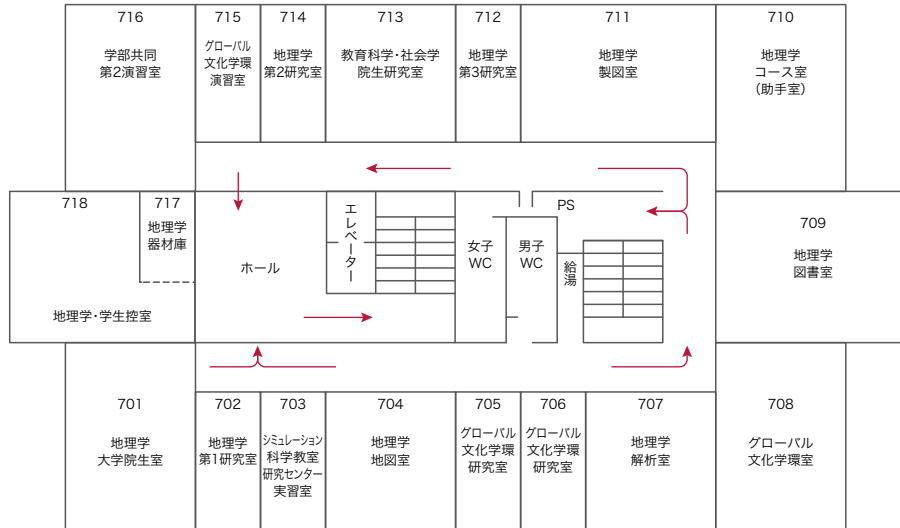 716
学部共同
第2演習室
715
グローバル
文化学環
演習室
714
地理学
第2研究室
713
教育科学・社会学
院生研究室
712
地理学
第3研究室
711
地理学
製図室
710
地理学
コース室
(助手室)
718
地理学・学生控室
717
地理学
器材庫
ホール
エレベーター
女子
WC
男子
WC
PS
給湯
709
地理学
図書室
701
地理学
大学院生室
702
地理学
第1研究室
703
シミュレーション
科学教室
研究センター
実習室
704
地理学
地図室
705
グローバル
文化学環
研究室
706
グローバル
文化学環
研究室
707
地理学
解析室
708
グローバル
文化学環室